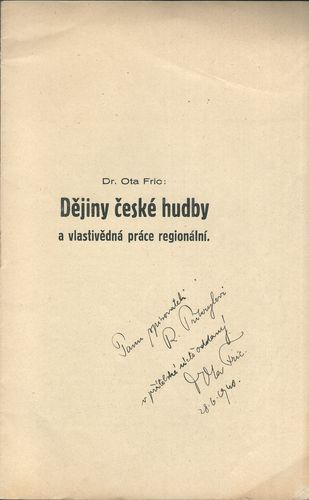 Dr. Ota Fric:
Dějiny české hudby
a vlastivědná práce regionální.
Panu spisovateli
R. Přibylovi
v přátelské úctě oddaný
Dr Ota Fric.
28.6.1940.